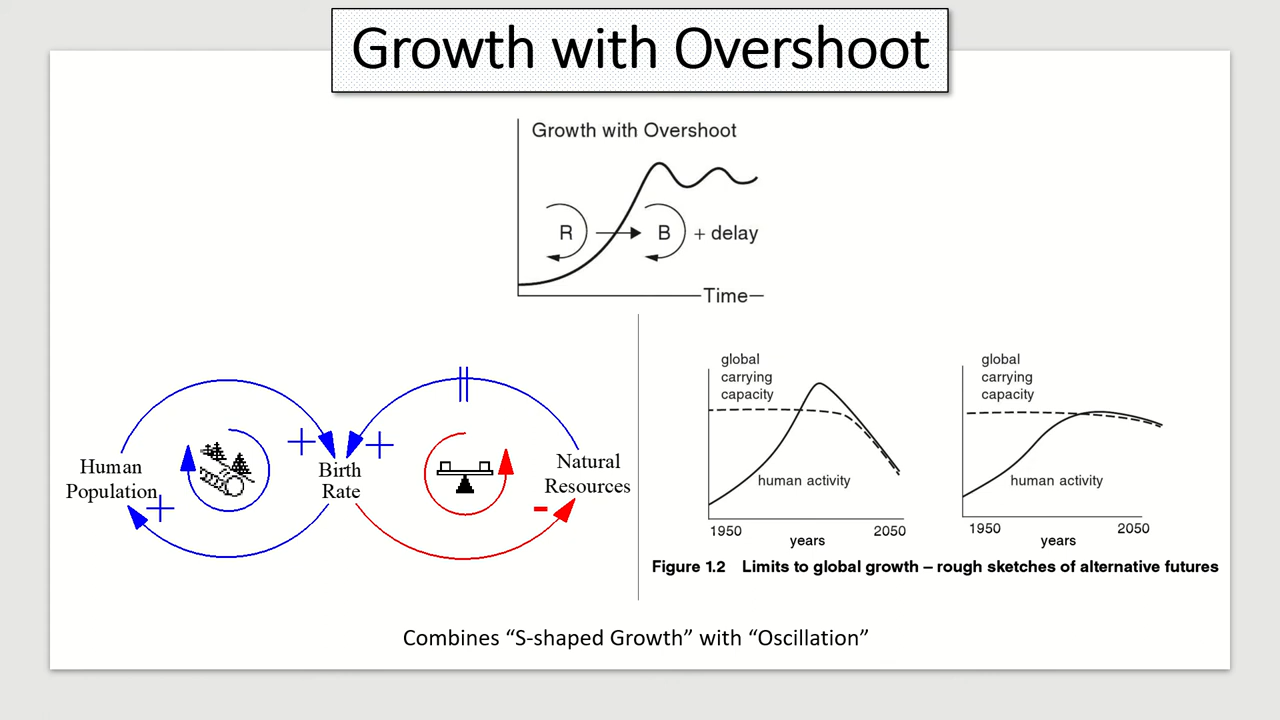 Growth with Overshoot
Growth with Overshoot
R
B
+ delay
Time
Human
Population
+
+
Birth
Rate
+
-
Natural
Resources
global
carrying
capacity
human activity
1950
2050
years
global
carrying
capacity
human activity
1950
2050
years
Figure 1.2 Limits to global growth – rough sketches of alternative futures
Combines “S-shaped Growth” with “Oscillation”